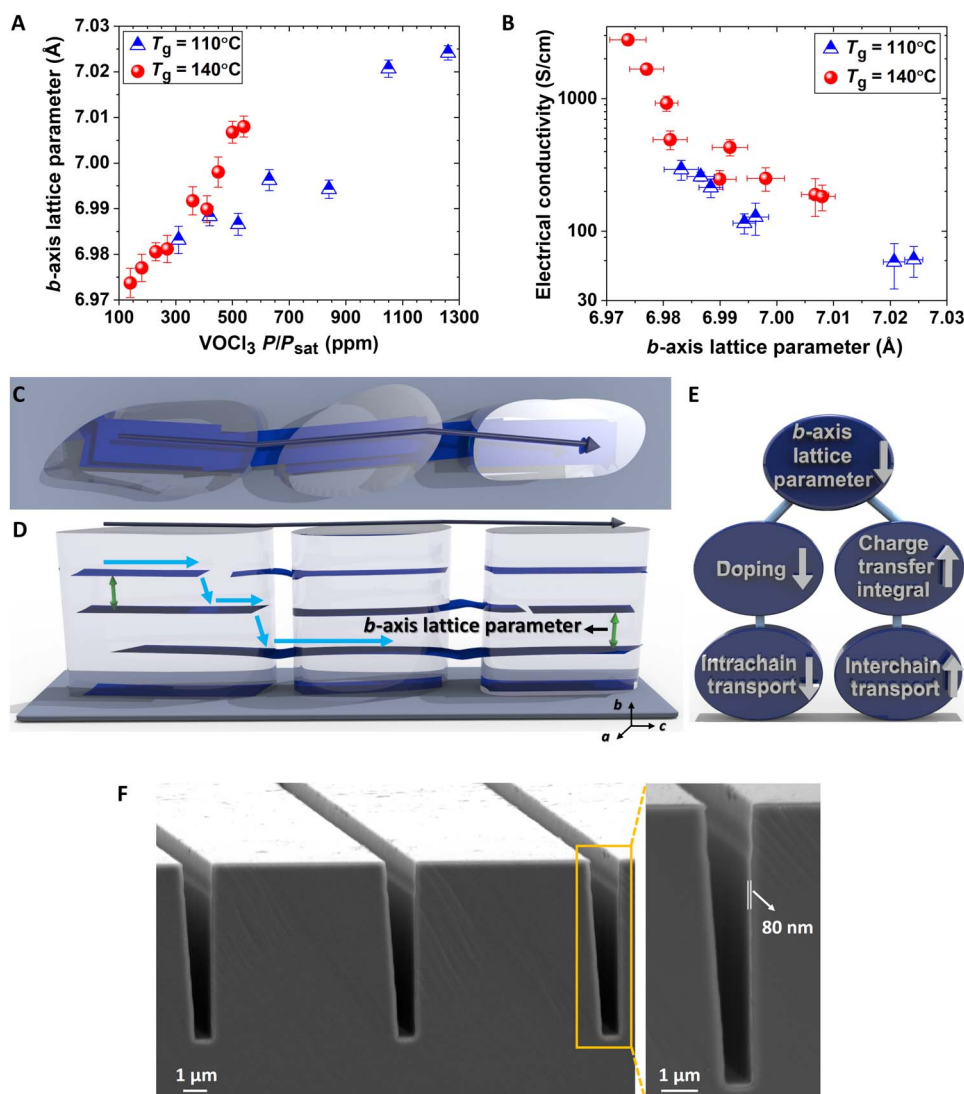 A
b-axis lattice parameter (Å)
7.03
7.02
7.01
7.00
6.99
6.98
6.97
Tg = 110°C
Tg = 140°C
100
300
500
700
900
1100
1300
VOCl3 P/Psat (ppm)
B
Electrical conductivity (S/cm)
1000
100
30
Tg = 110°C
Tg = 140°C
6.97
6.98
6.99
7.00
7.01
7.02
7.03
b-axis lattice parameter (Å)
C
D
b-axis lattice parameter
b
a
c
E
b-axis
lattice
parameter
Doping
Charge
transfer
integral
Intrachain
transport
Interchain
transport
F
1 µm
80 nm
1 µm